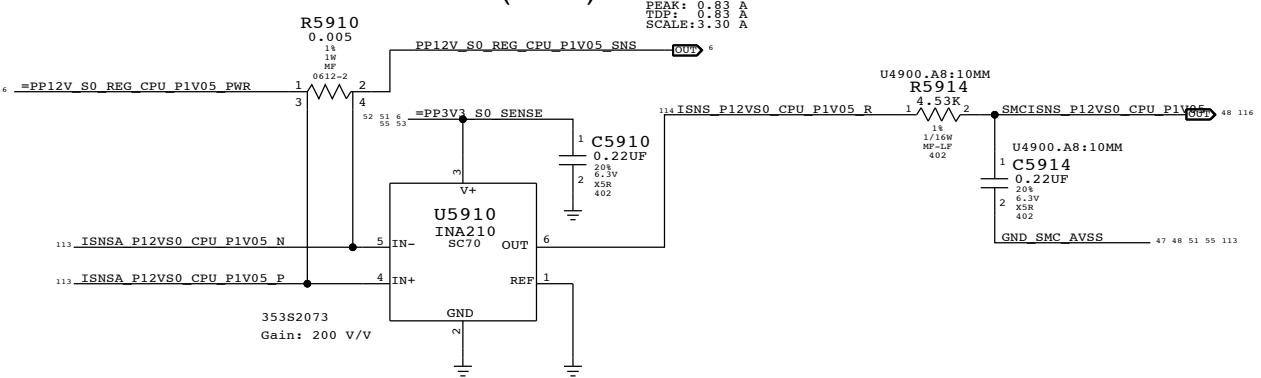 PEAK: 0.83 A
TDP: 0.83 A
SCALE:3.30 A
R5910
0.005
1%
1W
MF
0612-2
PP12V_S0_REG_CPU_P1V05_SNS
OUT
6
6
=PP12V_S0_REG_CPU_P1V05_PWR
1
2
3
4
52 51 6
55 53
=PP3V3_S0_SENSE
C5910
0.22UF
20%
6.3V
X5R
402
1
2
3
V+
U5910
INA210
SC70
113
ISNSA_P12VS0_CPU_P1V05_N
5
IN-
OUT
6
113
ISNSA_P12VS0_CPU_P1V05_P
4
IN+
REF
1
GND
2
353S2073
Gain: 200 V/V
114
ISNS_P12VS0_CPU_P1V05_R
U4900.A8:10MM
R5914
4.53K
1
2
1%
1/16W
MF-LF
402
SMCISNS_P12VS0_CPU_P1V05
OUT
48 116
U4900.A8:10MM
C5914
0.22UF
20%
6.3V
X5R
402
1
2
GND_SMC_AVSS
47 48 51 55 113